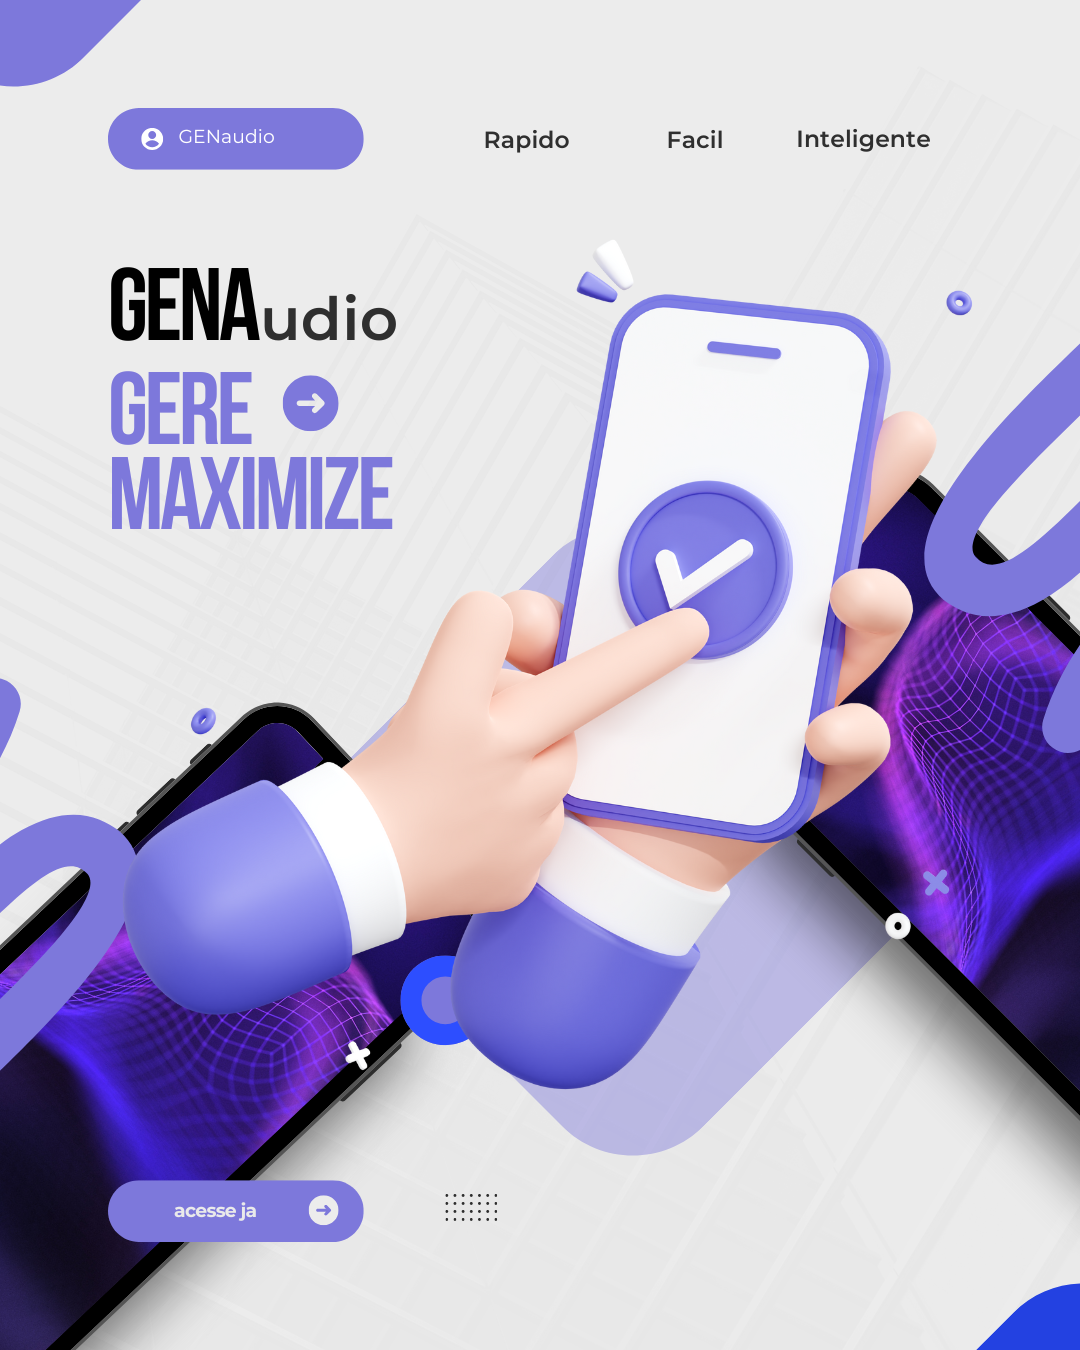 GENaudio
Rapido Facil Inteligente
GENAudio
GERE
MAXIMIZE
acesse ja